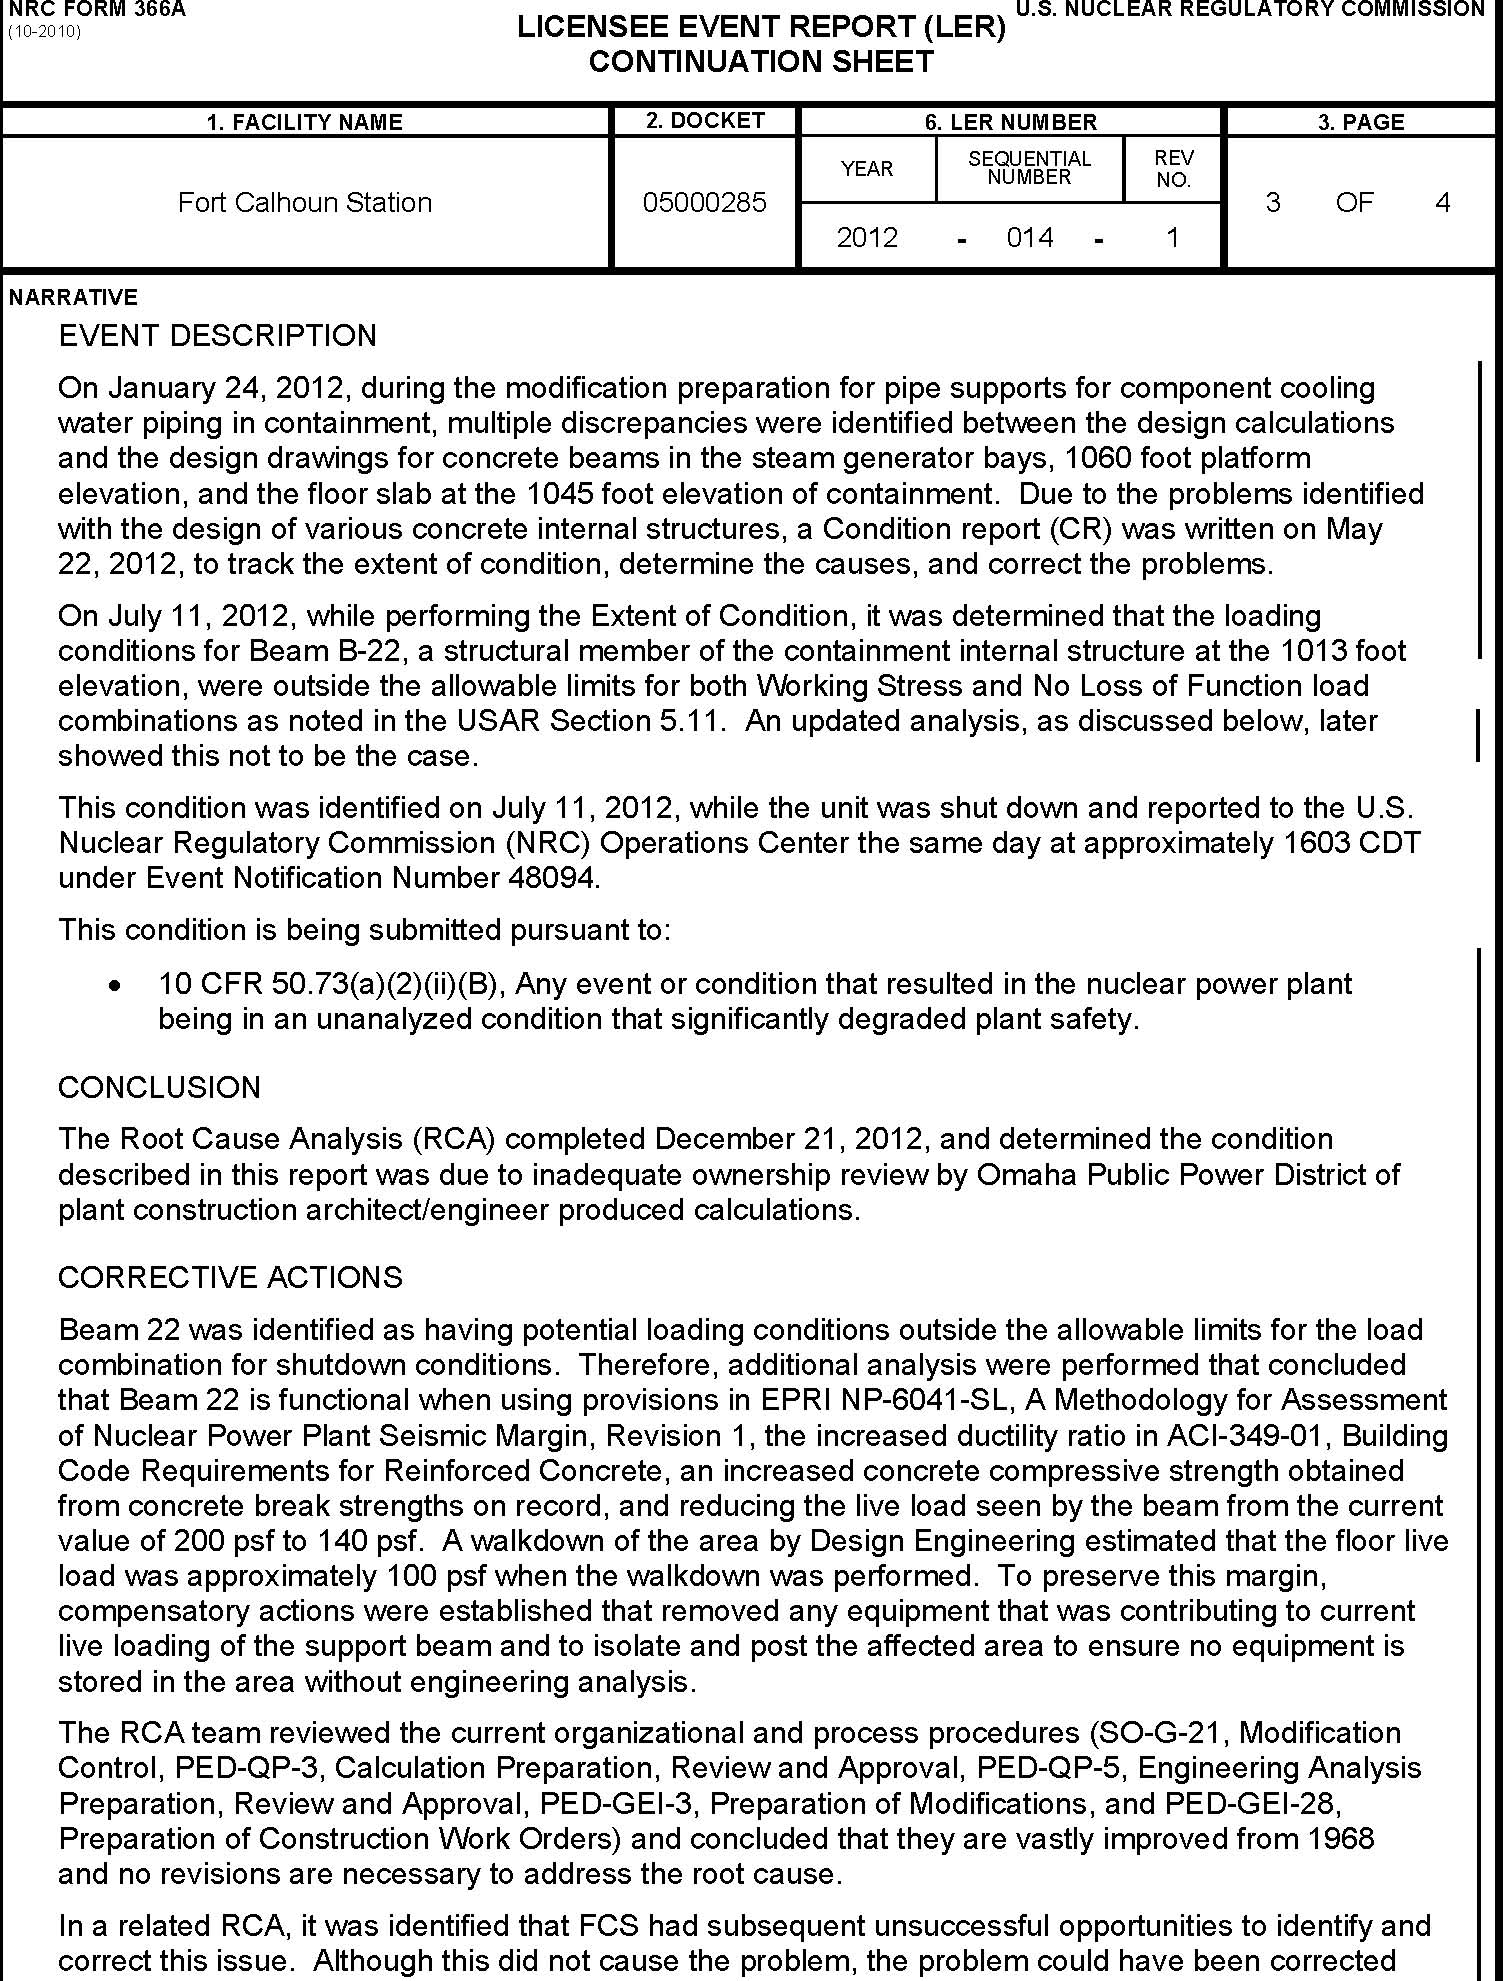 NRC FORM 366A
(10-2010)
U.S. NUCLEAR REGULATORY COMMISSION
LICENSEE EVENT REPORT (LER)
CONTINUATION SHEET
1. FACILITY NAME
2. DOCKET
6. LER NUMBER
3. PAGE
Fort Calhoun Station
05000285
YEAR
SEQUENTIAL
NUMBER
REV
NO.
2012 - 014 - 1
3 OF 4
NARRATIVE
EVENT DESCRIPTION
On January 24, 2012, during the modification preparation for pipe supports for component cooling
water piping in containment, multiple discrepancies were identified between the design calculations
and the design drawings for concrete beams in the steam generator bays, 1060 foot platform
elevation, and the floor slab at the 1045 foot elevation of containment. Due to the problems identified
with the design of various concrete internal structures, a Condition report (CR) was written on May
22, 2012, to track the extent of condition, determine the causes, and correct the problems.
On July 11, 2012, while performing the Extent of Condition, it was determined that the loading
conditions for Beam B-22, a structural member of the containment internal structure at the 1013 foot
elevation, were outside the allowable limits for both Working Stress and No Loss of Function load
combinations as noted in the USAR Section 5.11. An updated analysis, as discussed below, later
showed this not to be the case.
This condition was identified on July 11, 2012, while the unit was shut down and reported to the U.S.
Nuclear Regulatory Commission (NRC) Operations Center the same day at approximately 1603 CDT
under Event Notification Number 48094.
This condition is being submitted pursuant to:
• 10 CFR 50.73(a)(2)(ii)(B), Any event or condition that resulted in the nuclear power plant
being in an unanalyzed condition that significantly degraded plant safety.
CONCLUSION
The Root Cause Analysis (RCA) completed December 21, 2012, and determined the condition
described in this report was due to inadequate ownership review by Omaha Public Power District of
plant construction architect/engineer produced calculations.
CORRECTIVE ACTIONS
Beam 22 was identified as having potential loading conditions outside the allowable limits for the load
combination for shutdown conditions. Therefore, additional analysis were performed that concluded
that Beam 22 is functional when using provisions in EPRI NP-6041-SL, A Methodology for Assessment
of Nuclear Power Plant Seismic Margin, Revision 1, the increased ductility ratio in ACI-349-01, Building
Code Requirements for Reinforced Concrete, an increased concrete compressive strength obtained
from concrete break strengths on record, and reducing the live load seen by the beam from the current
value of 200 psf to 140 psf. A walkdown of the area by Design Engineering estimated that the floor live
load was approximately 100 psf when the walkdown was performed. To preserve this margin,
compensatory actions were established that removed any equipment that was contributing to current
live loading of the support beam and to isolate and post the affected area to ensure no equipment is
stored in the area without engineering analysis.
The RCA team reviewed the current organizational and process procedures (SO-G-21, Modification
Control, PED-QP-3, Calculation Preparation, Review and Approval, PED-QP-5, Engineering Analysis
Preparation, Review and Approval, PED-GEI-3, Preparation of Modifications, and PED-GEI-28,
Preparation of Construction Work Orders) and concluded that they are vastly improved from 1968
and no revisions are necessary to address the root cause.
In a related RCA, it was identified that FCS had subsequent unsuccessful opportunities to identify and
correct this issue. Although this did not cause the problem, the problem could have been corrected